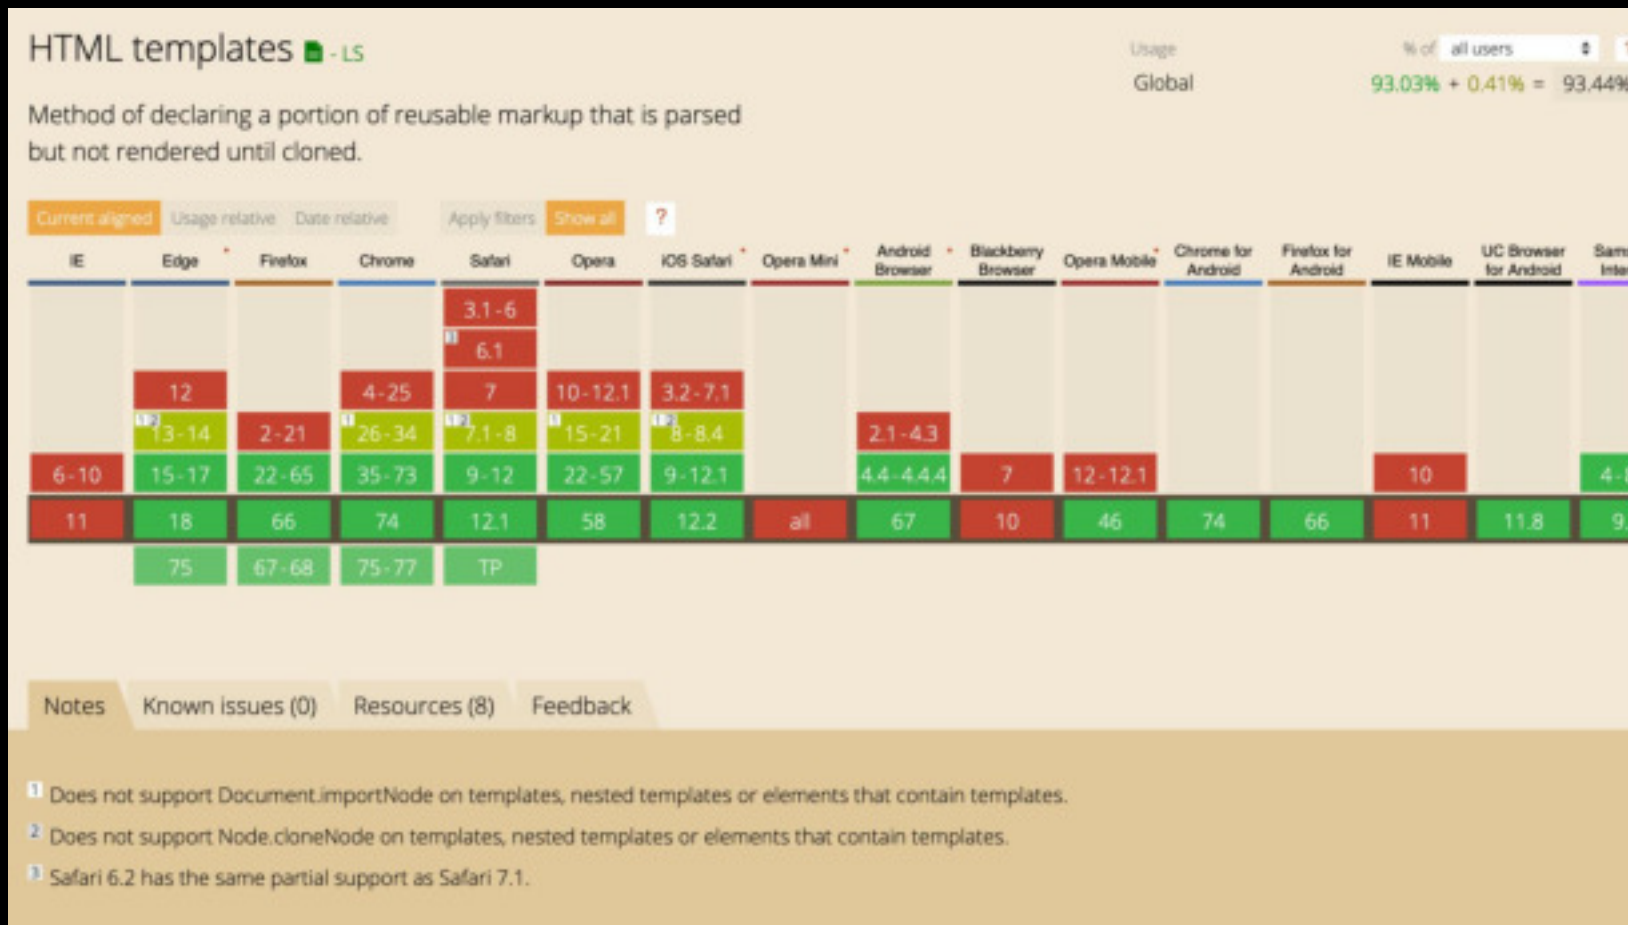 HTML templates - LS
Usage % of all users
Global 93.03% + 0.41% = 93.44%
Method of declaring a portion of reusable markup that is parsed
but not rendered until cloned.
Current aligned Usage relative Date relative Apply filters Show all ?
IE Edge * Firefox Chrome Safari Opera iOS Safari * Opera Mini * Android Browser * Blackberry Browser Opera Mobile * Chrome for Android Firefox for Android IE Mobile UC Browser for Android
3.1-6
3 6.1
12 4-25 7 10-12.1 3.2-7.1
1 2 13-14 2-21 1 26-34 1 2 7.1-8 1 15-21 1 2 8-8.4 2.1-4.3
6-10 15-17 22-65 35-73 9-12 22-57 9-12.1 4.4-4.4.4 7 12-12.1 10
11 18 66 74 12.1 58 12.2 all 67 10 46 74 66 11 11.8
75 67-68 75-77 TP
Notes Known issues (0) Resources (8) Feedback
1 Does not support Document.importNode on templates, nested templates or elements that contain templates.
2 Does not support Node.cloneNode on templates, nested templates or elements that contain templates.
3 Safari 6.2 has the same partial support as Safari 7.1.